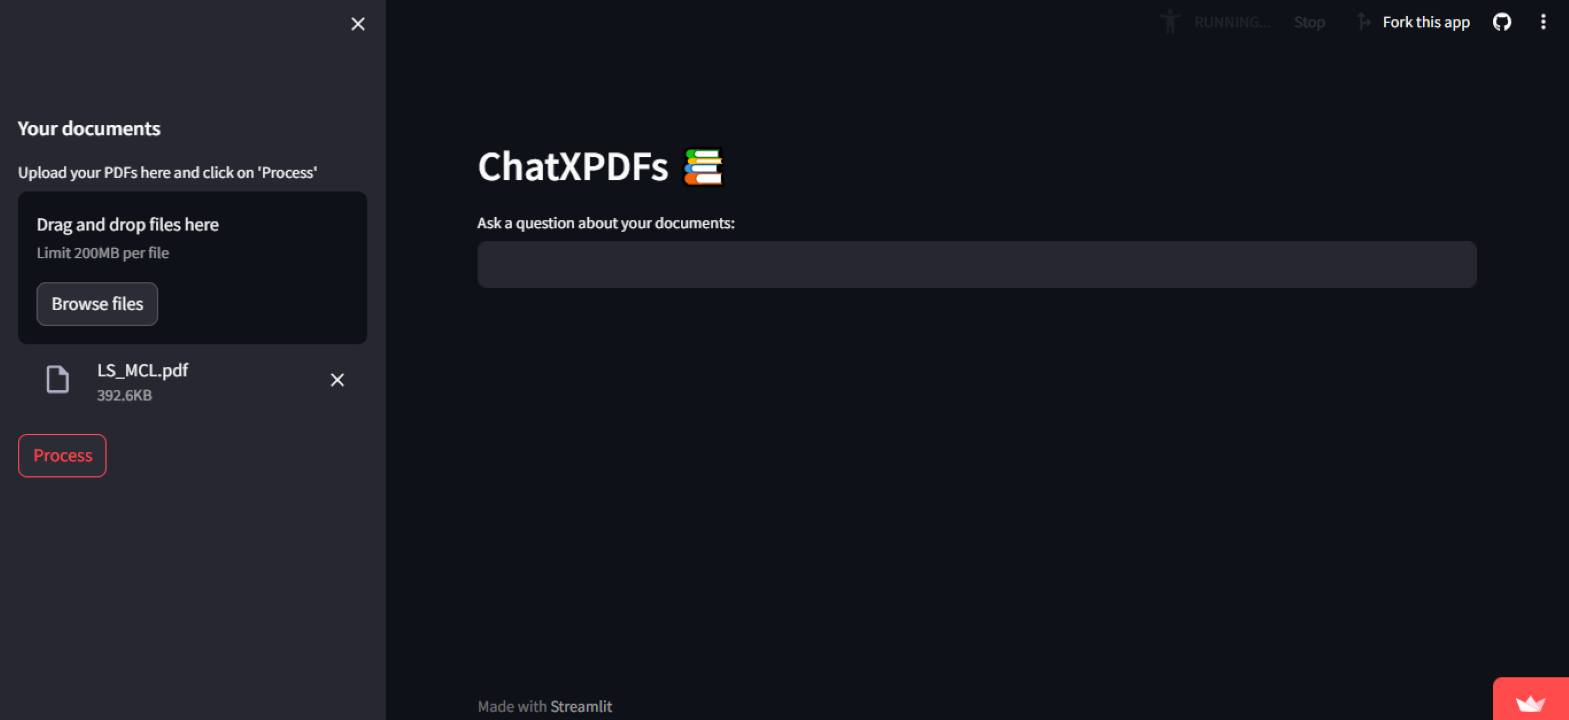 RUNNING...
Stop
Fork this app
Your documents
Upload your PDFs here and click on 'Process'
Drag and drop files here
Limit 200MB per file
Browse files
LS_MCL.pdf
392.6KB
Process
ChatXPDFs
Ask a question about your documents:
Made with Streamlit